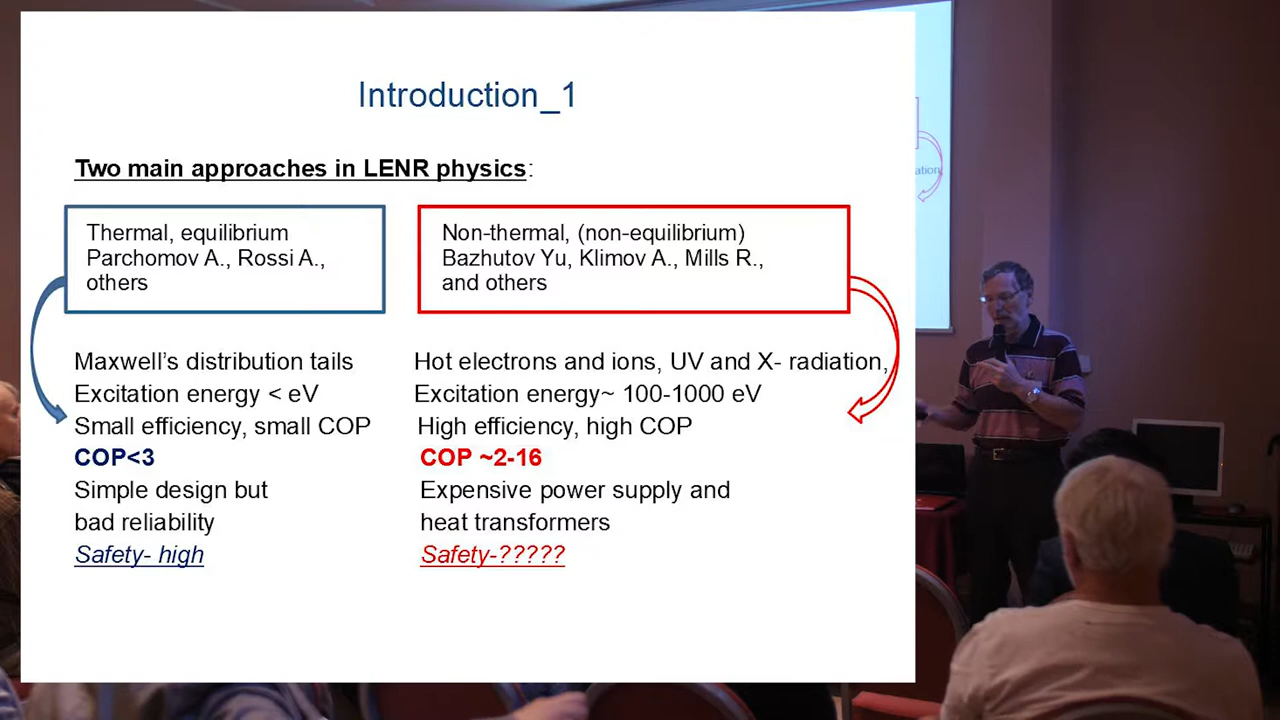 Introduction_1
Two main approaches in LENR physics:
Thermal, equilibrium
Parchomov A., Rossi A.,
others
Non-thermal, (non-equilibrium)
Bazhutov Yu, Klimov A., Mills R.,
and others
Maxwell’s distribution tails
Excitation energy < eV
Small efficiency, small COP
COP<3
Simple design but
bad reliability
Safety- high
Hot electrons and ions, UV and X- radiation,
Excitation energy~ 100-1000 eV
High efficiency, high COP
COP ~2-16
Expensive power supply and
heat transformers
Safety-?????